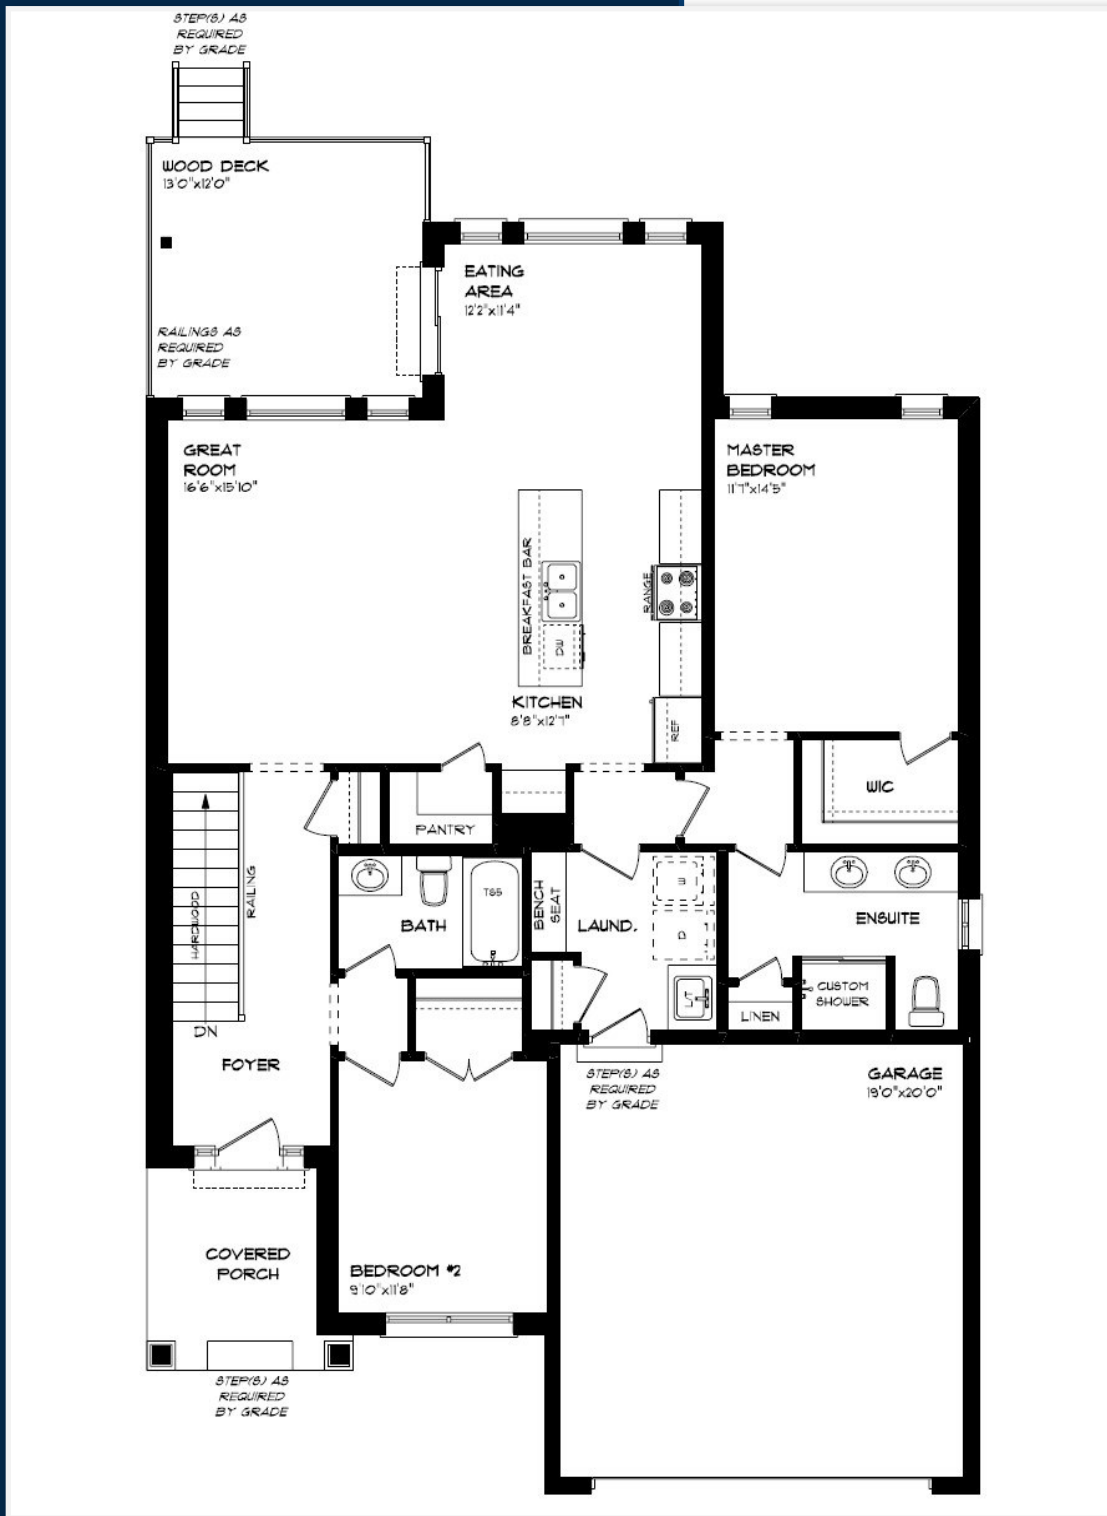 STEP(S) AS
REQUIRED
BY GRADE
WOOD DECK
13'0"x12'0"
RAILINGS AS
REQUIRED
BY GRADE
EATING
AREA
12'2"x11'4"
GREAT
ROOM
16'6"x15'10"
MASTER
BEDROOM
11'7"x14'5"
BREAKFAST BAR
DW
RANGE
REF
KITCHEN
8'8"x12'7"
WIC
PANTRY
HARDWOOD
RAILING
DN
BATH
T&S
BENCH
SEAT
LAUND.
W
D
L/T
ENSUITE
LINEN
CUSTOM
SHOWER
FOYER
STEP(S) AS
REQUIRED
BY GRADE
GARAGE
19'0"x20'0"
COVERED
PORCH
BEDROOM #2
9'10"x11'8"
STEP(S) AS
REQUIRED
BY GRADE